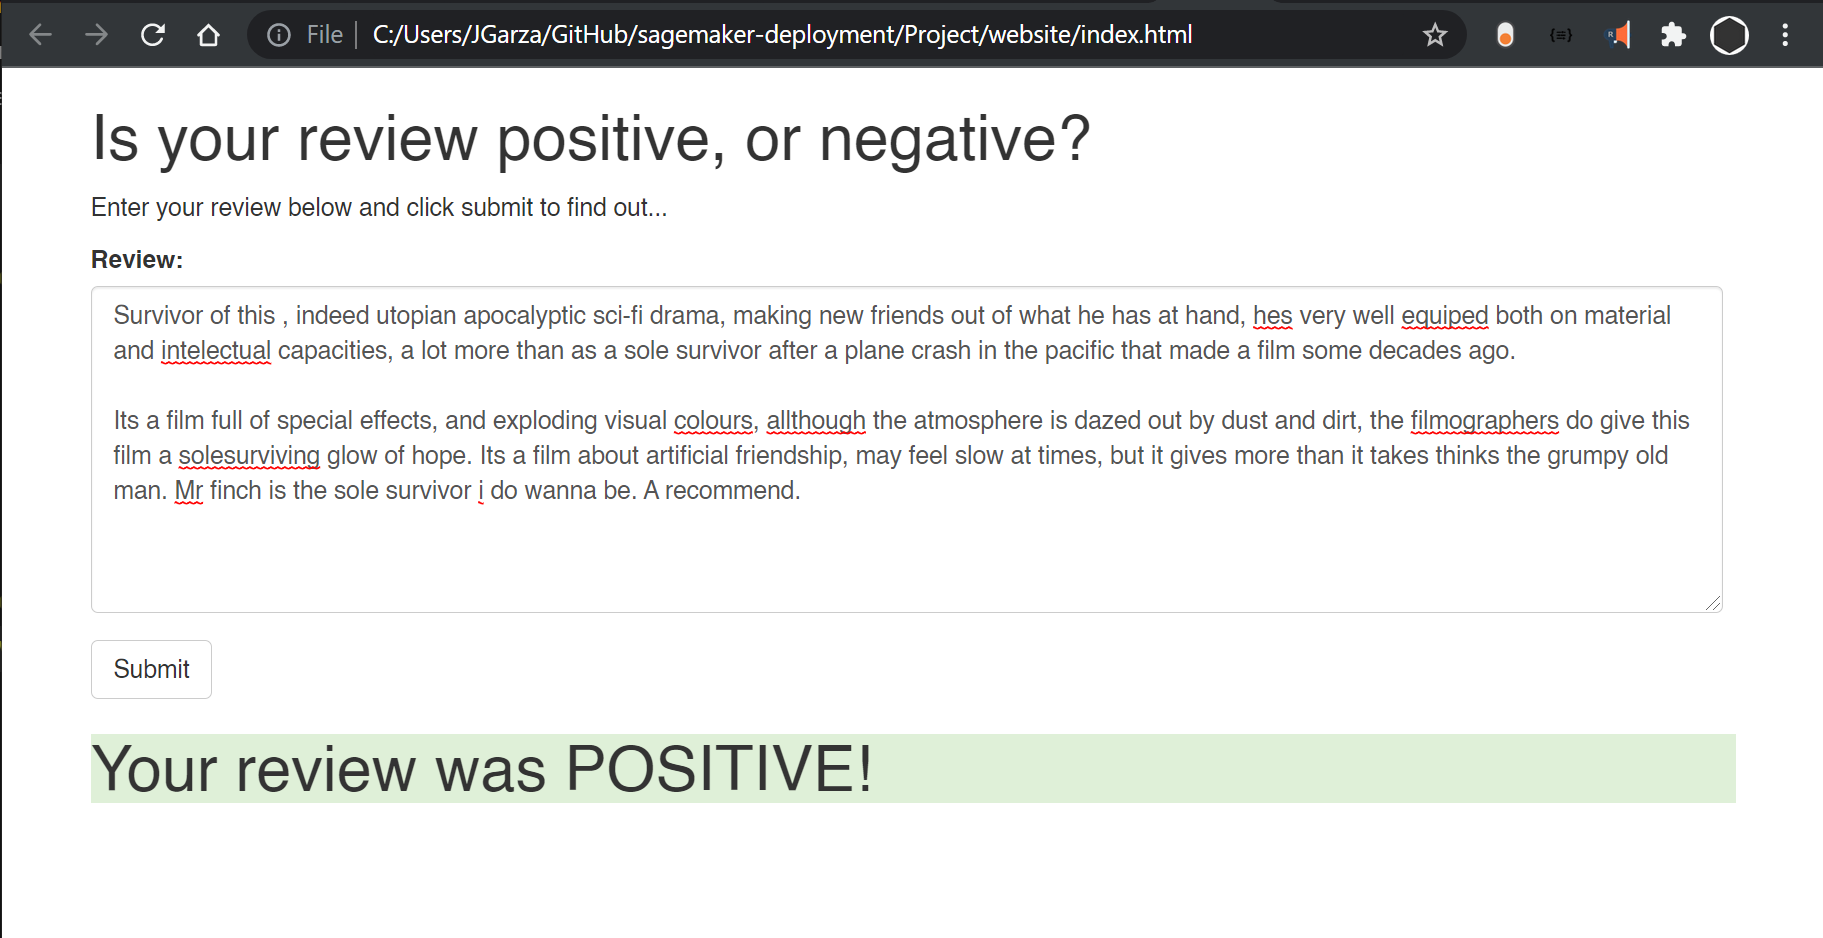 File C:/Users/JGarza/GitHub/sagemaker-deployment/Project/website/index.html
Is your review positive, or negative?
Enter your review below and click submit to find out...
Review:
Survivor of this , indeed utopian apocalyptic sci-fi drama, making new friends out of what he has at hand, hes very well equiped both on material
and intelectual capacities, a lot more than as a sole survivor after a plane crash in the pacific that made a film some decades ago.
Its a film full of special effects, and exploding visual colours, allthough the atmosphere is dazed out by dust and dirt, the filmographers do give this
film a solesurviving glow of hope. Its a film about artificial friendship, may feel slow at times, but it gives more than it takes thinks the grumpy old
man. Mr finch is the sole survivor i do wanna be. A recommend.
Submit
Your review was POSITIVE!